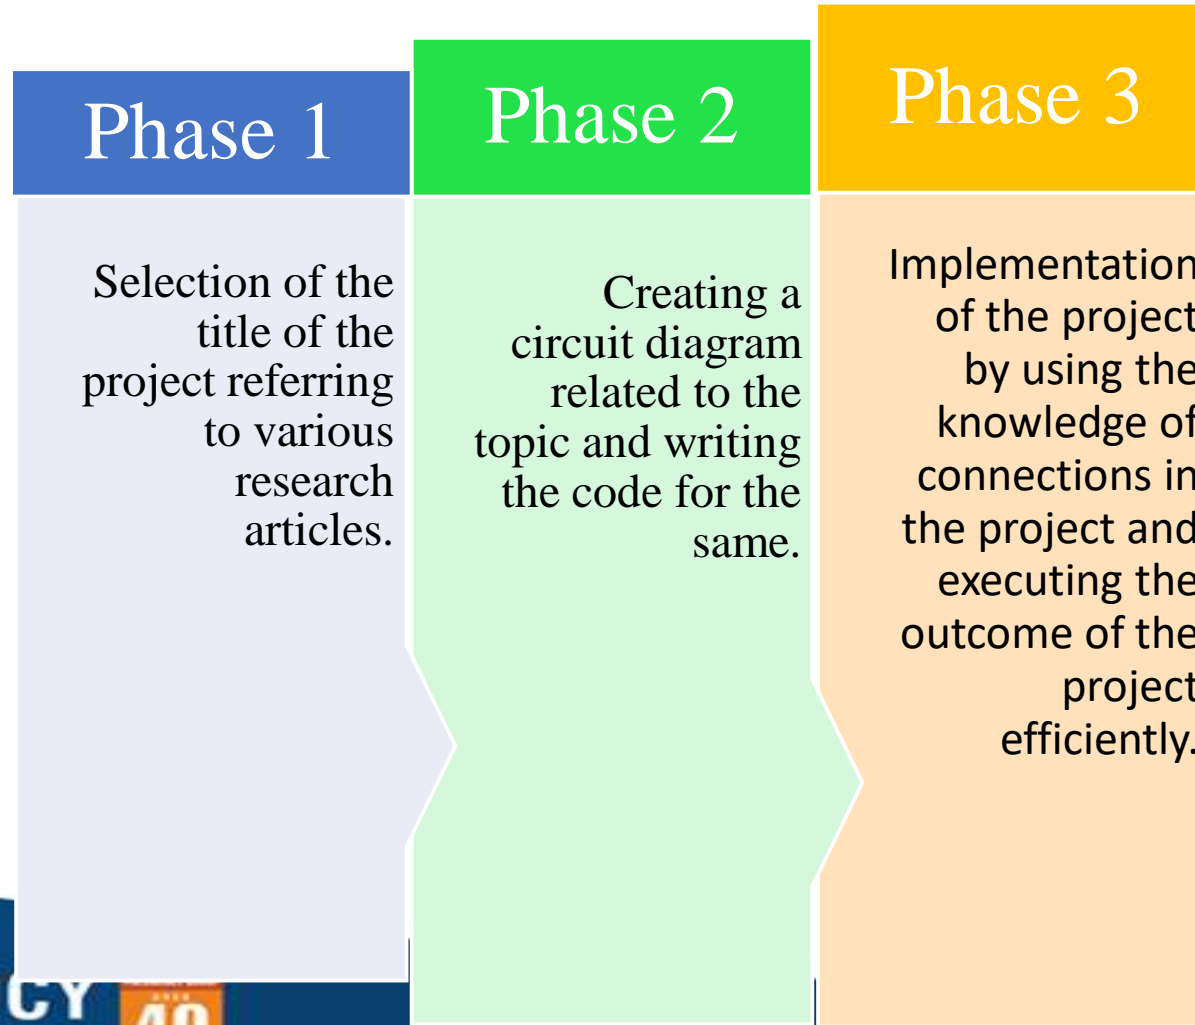 Phase 1
Selection of the
title of the
project referring
to various
research
articles.
Phase 2
Creating a
circuit diagram
related to the
topic and writing
the code for the
same.
Phase 3
Implementation
of the project
by using the
knowledge of
connections in
the project and
executing the
outcome of the
project
efficiently.
CY
40